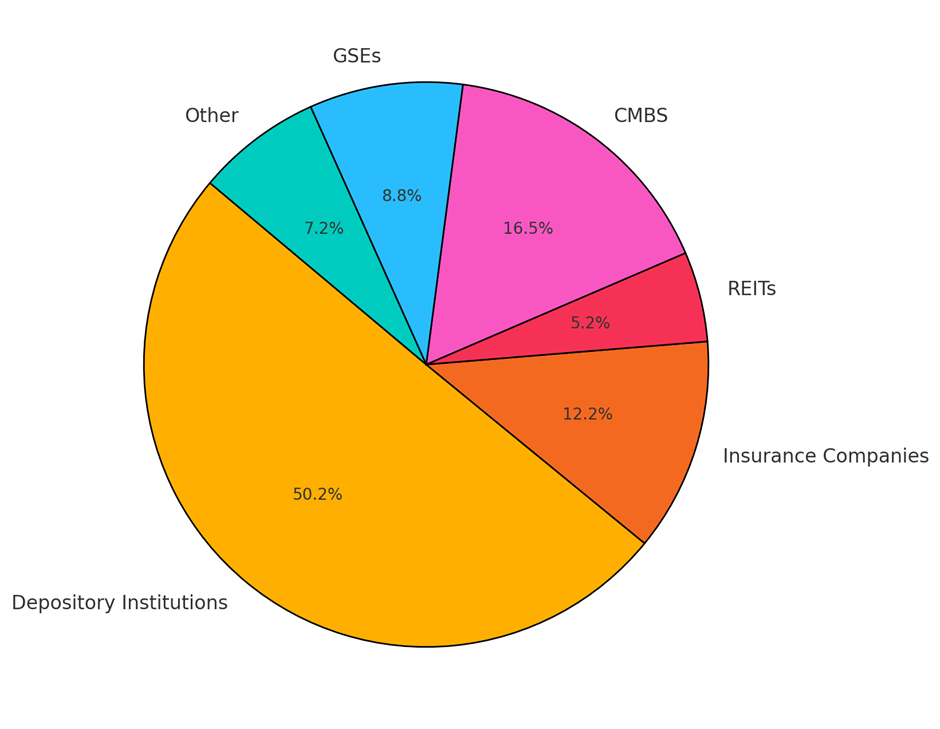 GSEs
Other
CMBS
8.8%
7.2%
16.5%
REITs
5.2%
12.2%
Insurance Companies
50.2%
Depository Institutions